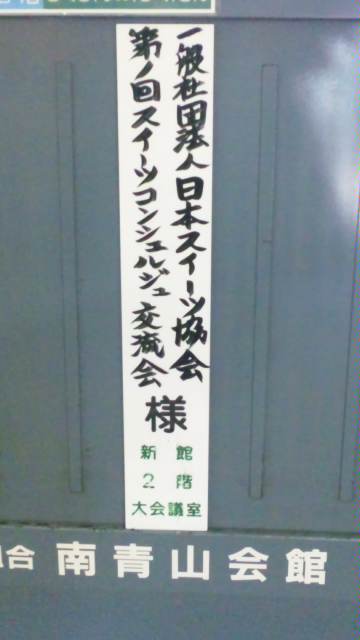 一般社団法人日本スイーツ協会
第1回スイーツコンシェルジュ交流会
様
新館
2階
大会議室
合 南青山会館